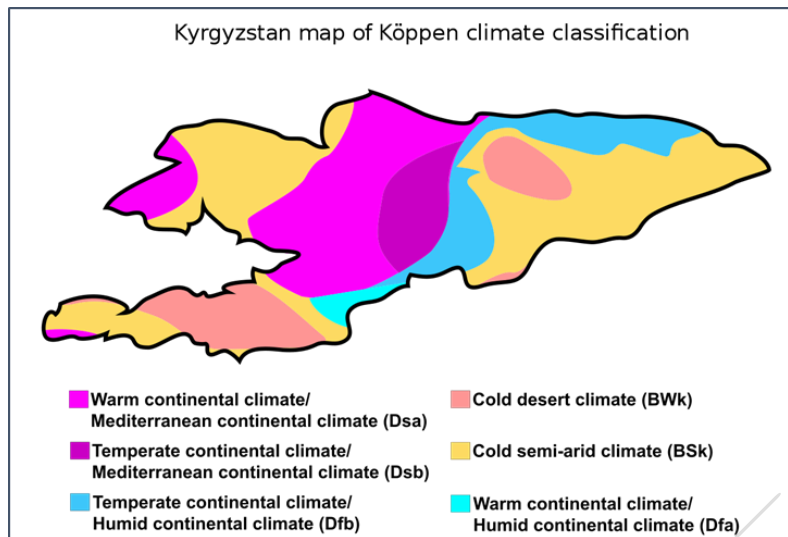 Kyrgyzstan map of Köppen climate classification
Warm continental climate/
Mediterranean continental climate (Dsa)
Temperate continental climate/
Mediterranean continental climate (Dsb)
Temperate continental climate/
Humid continental climate (Dfb)
Cold desert climate (BWk)
Cold semi-arid climate (BSk)
Warm continental climate/
Humid continental climate (Dfa)